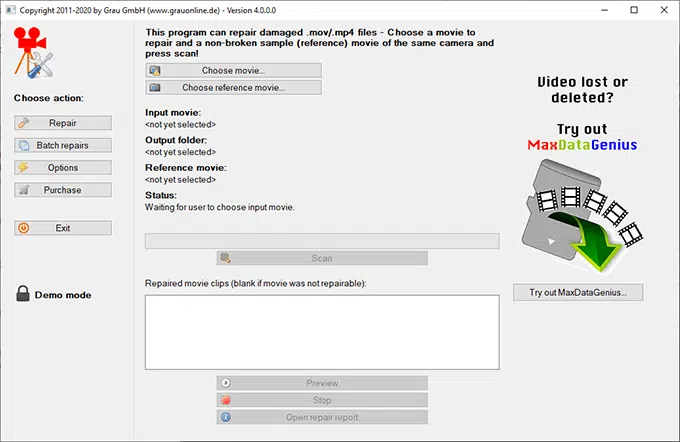 Copyright 2011-2020 by Grau GmbH (www.grauonline.de) - Version 4.0.0.0
Choose action:
Repair
Batch repairs
Options
Purchase
Exit
Demo mode
This program can repair damaged .mov/.mp4 files - Choose a movie to
repair and a non-broken sample (reference) movie of the same camera and
press scan!
Choose movie...
Choose reference movie...
Input movie:
<not yet selected>
Output folder:
<not yet selected>
Reference movie:
<not yet selected>
Status:
Waiting for user to choose input movie.
Scan
Repaired movie clips (blank if movie was not repairable):
Preview
Stop
Open repair report
Video lost or
deleted?
Try out
MaxDataGenius
Try out MaxDataGenius...